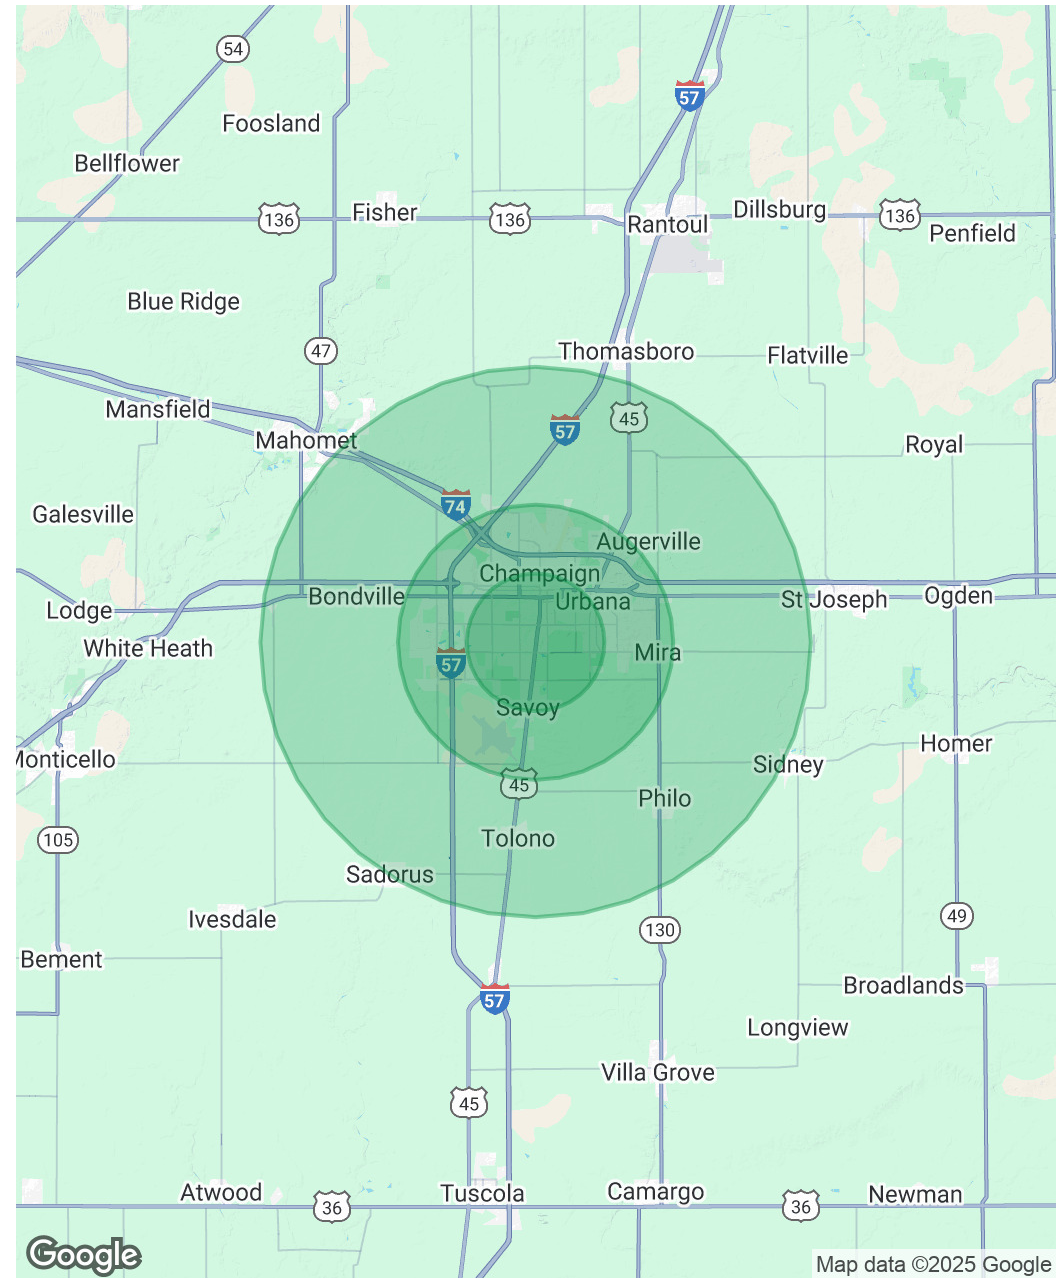 54
57
Foosland
Bellflower
136
Fisher
136
Dillsburg
136
Rantoul
Penfield
Blue Ridge
47
Thomasboro
Flatville
Mansfield
45
57
Mahomet
Royal
74
Galesville
Augerville
Champaign
Bondville
Urbana
St Joseph
Ogden
Lodge
White Heath
57
Mira
Savoy
Monticello
Homer
Sidney
45
Philo
105
Tolono
Sadorus
Ivesdale
130
49
Bement
Broadlands
57
Longview
Villa Grove
45
Atwood
Tuscola
Camargo
Newman
36
36
Google
Map data ©2025 Google